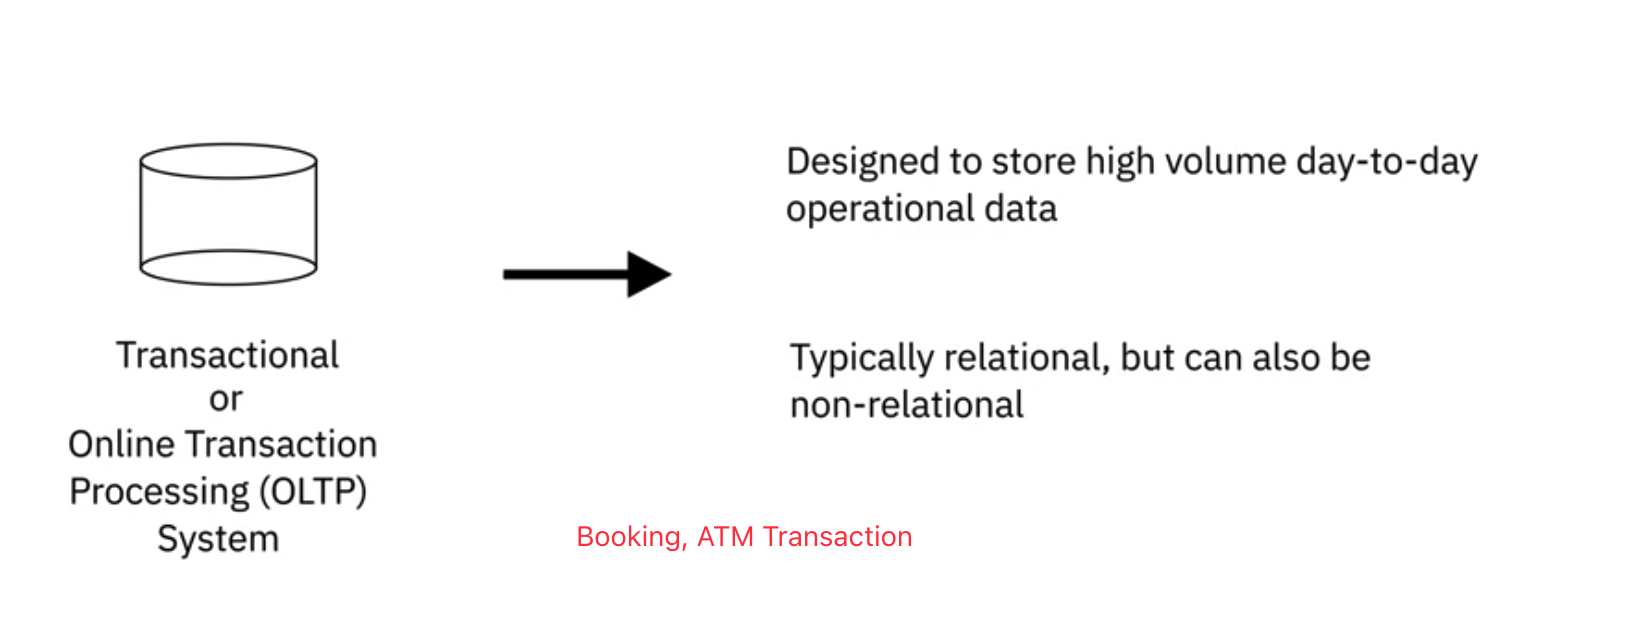 Transactional
or
Online Transaction
Processing (OLTP)
System
Designed to store high volume day-to-day
operational data
Typically relational, but can also be
non-relational
Booking, ATM Transaction